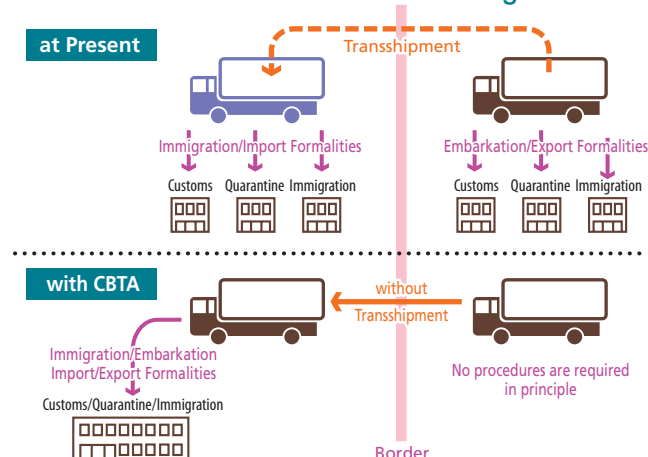 at Present
Transshipment
Immigration/Import Formalities
Embarkation/Export Formalities
Customs
Quarantine
Immigration
Customs
Quarantine
Immigration
with CBTA
without
Transshipment
Immigration/Embarkation
Import/Export Formalities
No procedures are required
in principle
Customs/Quarantine/Immigration
Border